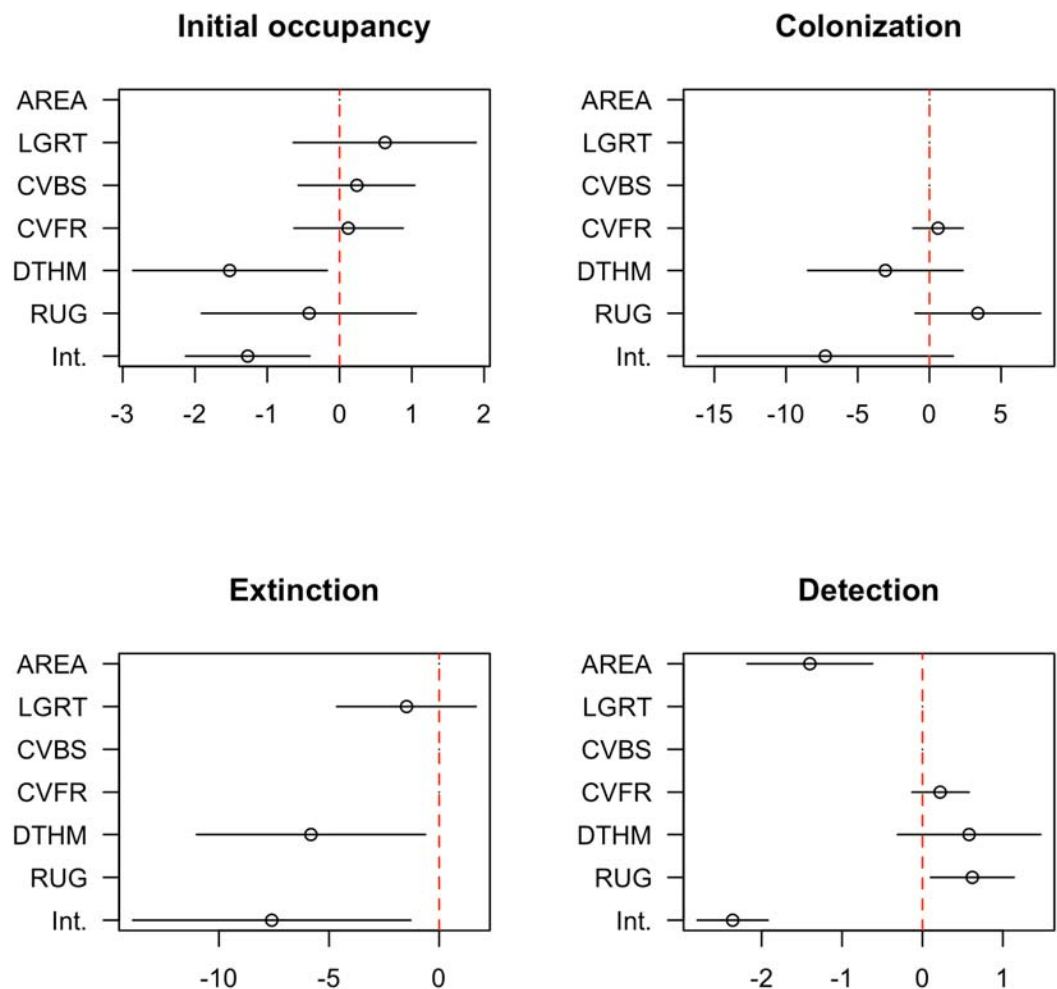 Initial occupancy
AREA
LGRT
CVBS
CVFR
DTHM
RUG
Int.
-3 -2 -1 0 1 2
Colonization
AREA
LGRT
CVBS
CVFR
DTHM
RUG
Int.
-15 -10 -5 0 5
Extinction
AREA
LGRT
CVBS
CVFR
DTHM
RUG
Int.
-10 -5 0
Detection
AREA
LGRT
CVBS
CVFR
DTHM
RUG
Int.
-2 -1 0 1